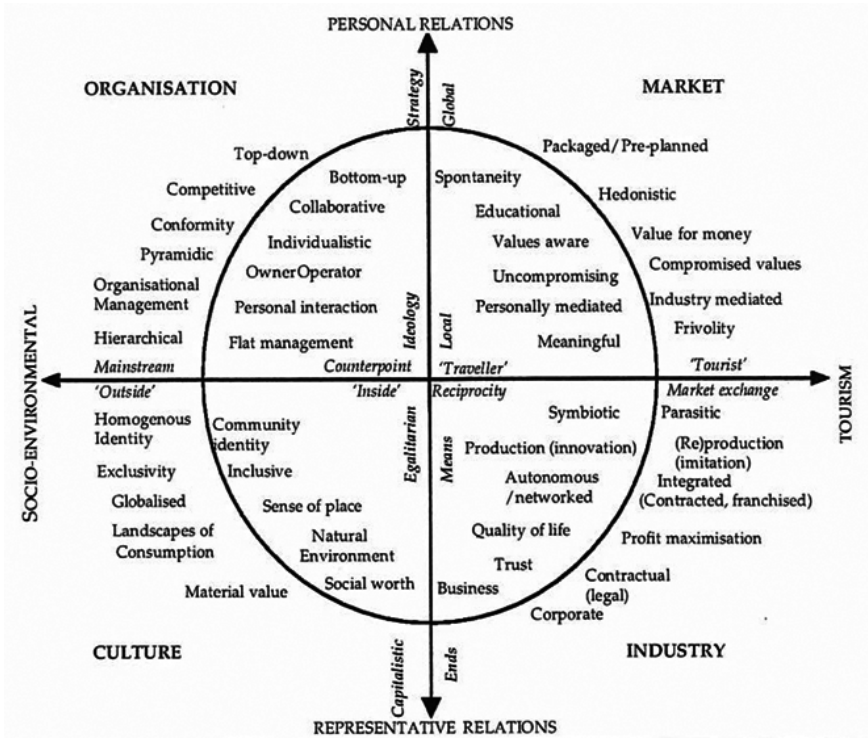 PERSONAL RELATIONS
ORGANISATION
MARKET
Strategy
Global
Top-down
Packaged/Pre-planned
Bottom-up
Spontaneity
Competitive
Hedonistic
Collaborative
Educational
Conformity
Value for money
Individualistic
Values aware
Pyramidic
Compromised values
OwnerOperator
Uncompromising
Organisational
Management
Industry mediated
Personal interaction
Personally mediated
Ideology
Local
Frivolity
Hierarchical
Flat management
Meaningful
Mainstream
Counterpoint
'Traveller'
'Tourist'
SOCIO-ENVIRONMENTAL
TOURISM
'Outside'
'Inside'
Reciprocity
Market exchange
Homogenous
Identity
Community
identity
Egalitarian
Means
Symbiotic
Parasitic
Production (innovation)
(Re)production
(imitation)
Exclusivity
Inclusive
Autonomous
/networked
Integrated
(Contracted, franchised)
Globalised
Sense of place
Landscapes of
Consumption
Natural
Environment
Quality of life
Profit maximisation
Trust
Material value
Social worth
Business
Contractual
(legal)
Corporate
CULTURE
INDUSTRY
Capitalistic
Ends
REPRESENTATIVE RELATIONS